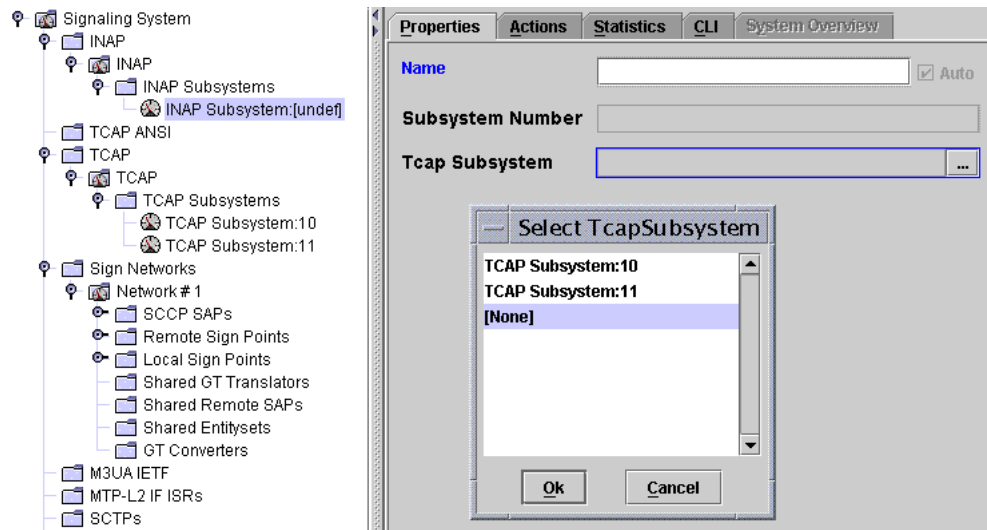 Signaling System
INAP
INAP
INAP Subsystems
INAP Subsystem:[undef]
TCAP ANSI
TCAP
TCAP
TCAP Subsystems
TCAP Subsystem:10
TCAP Subsystem:11
Sign Networks
Network # 1
SCCP SAPs
Remote Sign Points
Local Sign Points
Shared GT Translators
Shared Remote SAPs
Shared Entitysets
GT Converters
M3UA IETF
MTP-L2 IF ISRs
SCTPs
Properties Actions Statistics CLI System Overview
Name Auto
Subsystem Number
Tcap Subsystem ...
Select TcapSubsystem
TCAP Subsystem:10
TCAP Subsystem:11
[None]
Ok Cancel